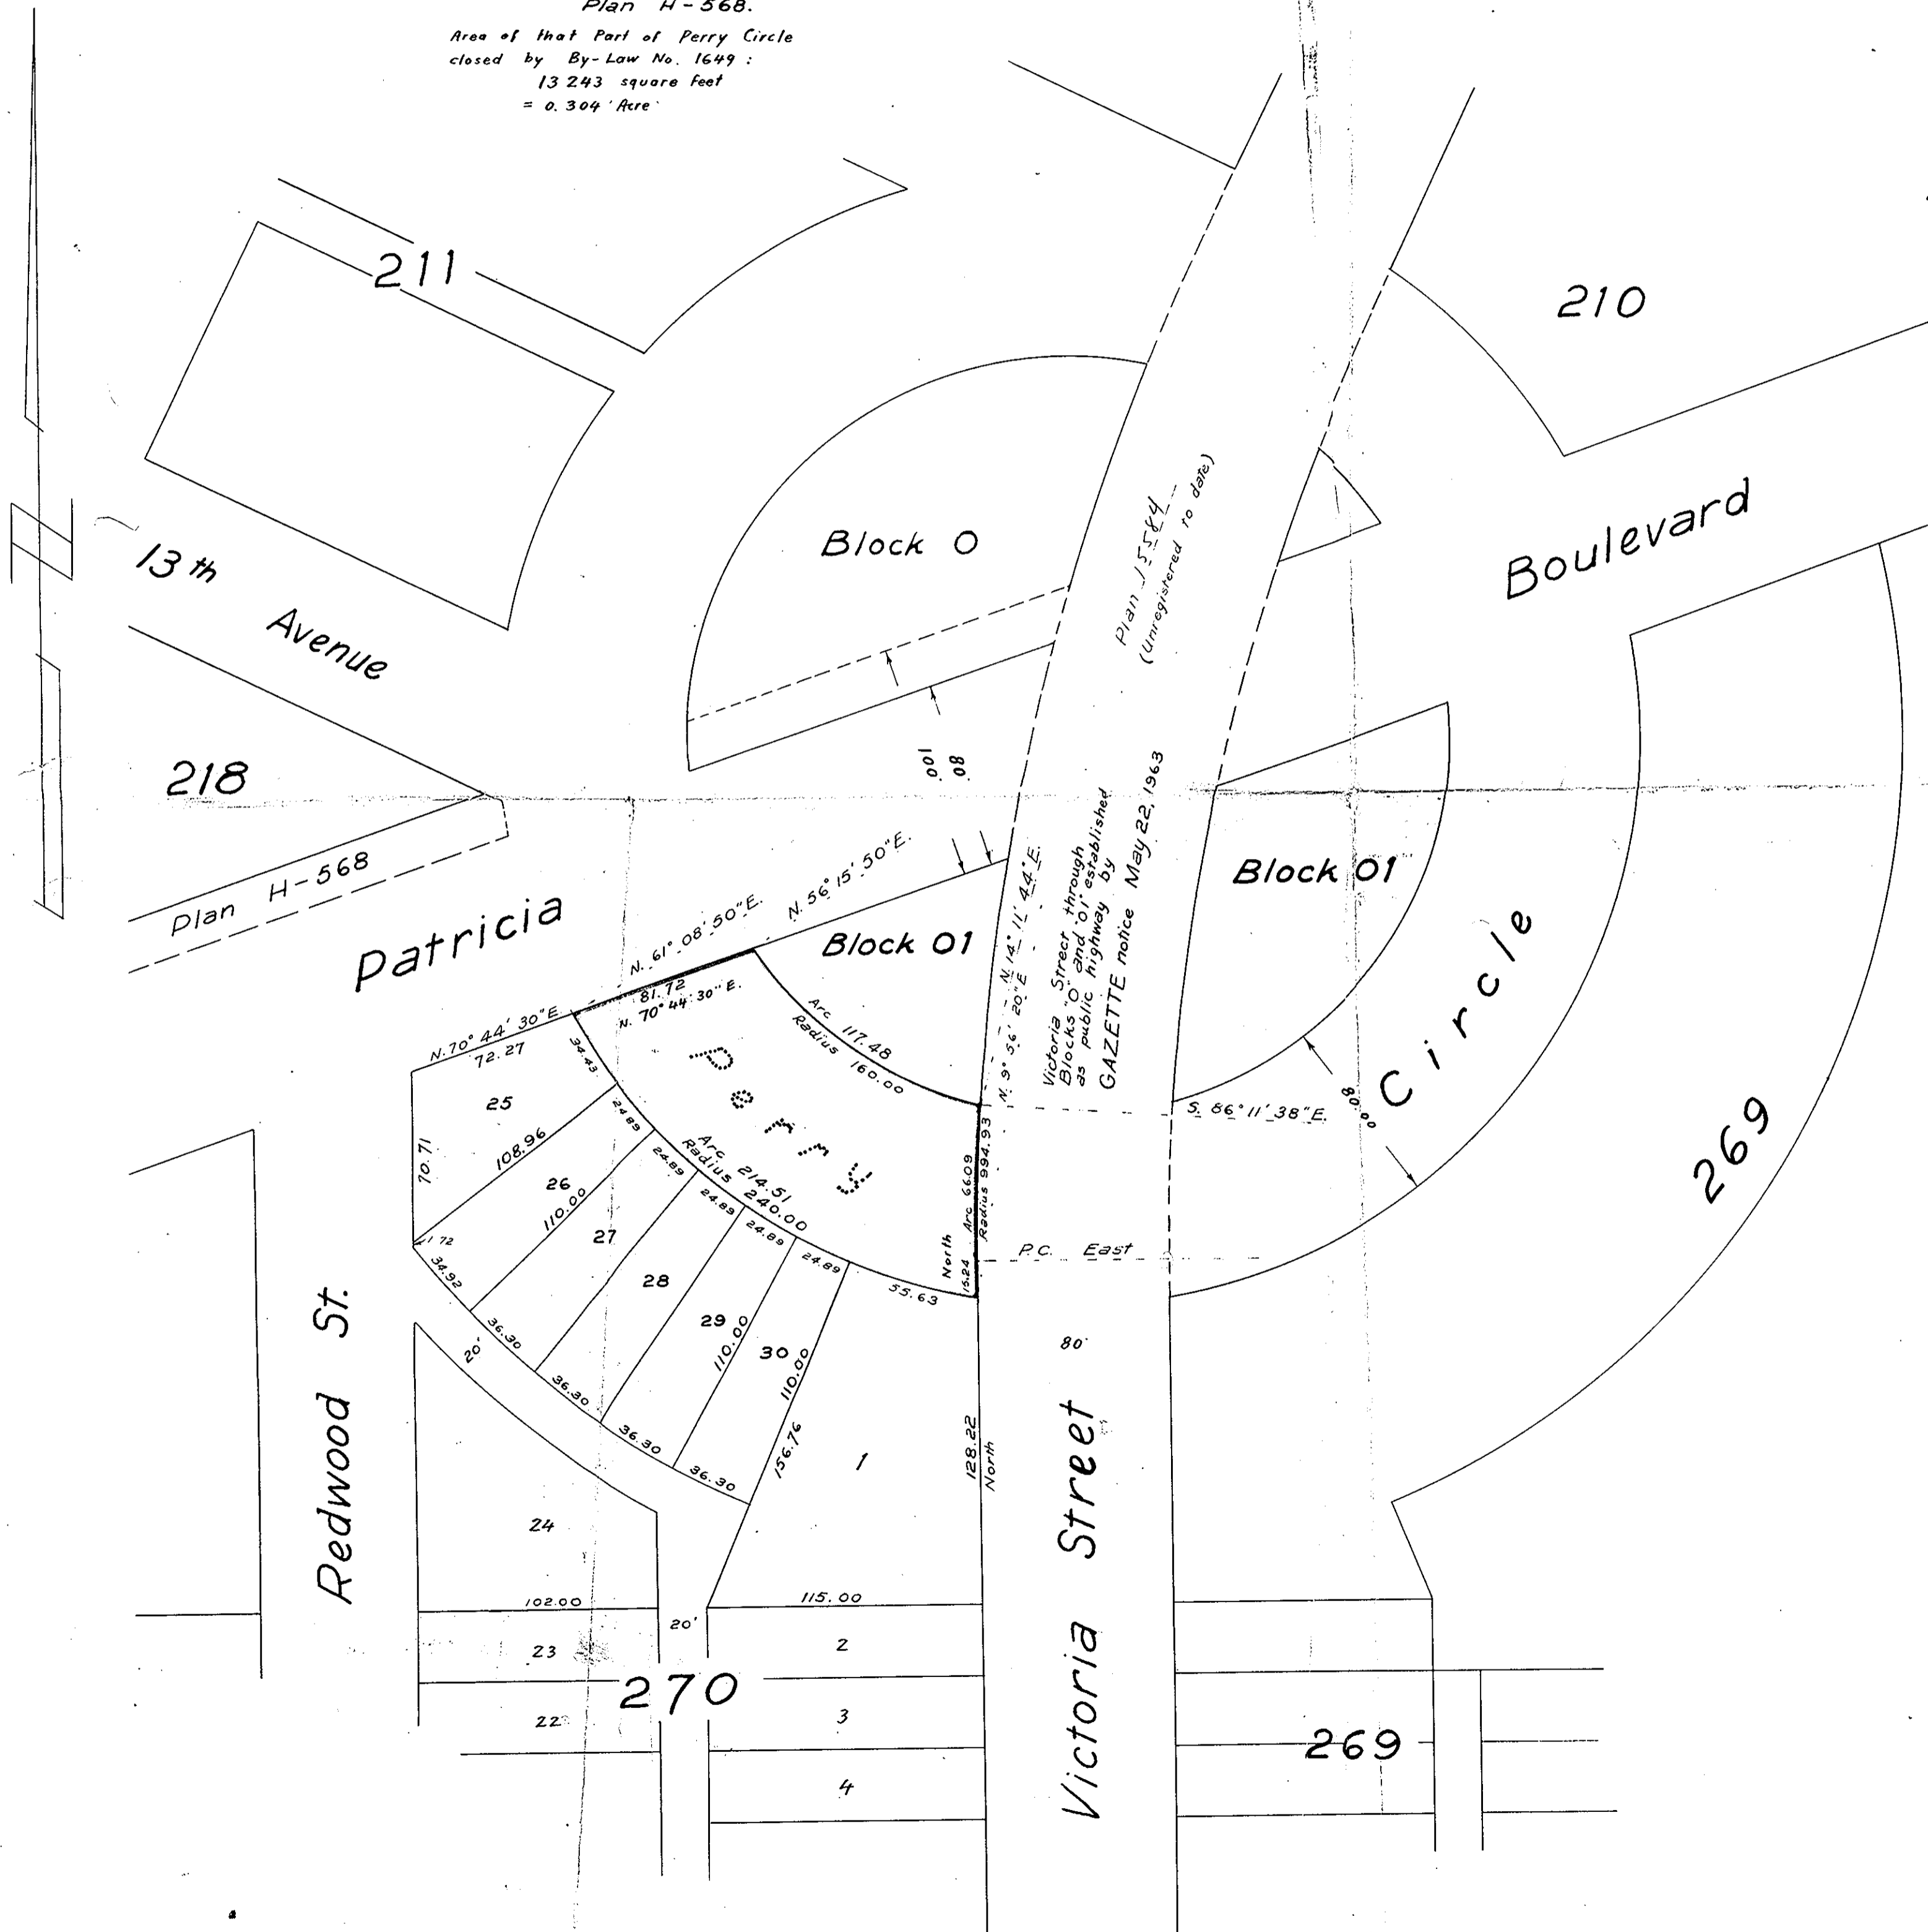 Plan H-568.
Area of that Part of Perry Circle
closed by By-Law No. 1649 :
13 243 square feet
= 0.304 Acre
211
210
Block O
Plan 15584
(Unregistered to date)
Boulevard
13th
Avenue
218
Plan H-568
Patricia
100'
80'
N. 61° 08' 50" E.
N. 56° 15' 50" E.
81.72
N. 70° 44' 30" E.
N. 70° 44' 30" E.
72.27
Block 01
Block 01
N. 14° 11' 44" E.
N. 9° 56' 20" E
Victoria Street through
Blocks "O" and "01" established
as public highway by
GAZETTE notice May 22, 1963
Arc 117.48
Radius 160.00
Perry
Circle
80.00
S. 86° 11' 38" E.
269
25
34.43
70.71
108.96
24.89
26
110.00
24.89
27
24.89
28
24.89
29
110.00
24.89
30
110.00
Arc 214.51
Radius 240.00
55.63
Arc 66.09
Radius 994.93
North
15.24
P.C. East
1.72
34.92
36.30
36.30
36.30
36.30
20'
156.76
1
128.22
North
80'
Redwood St.
Victoria Street
24
102.00
115.00
20'
23
2
270
22
3
269
4